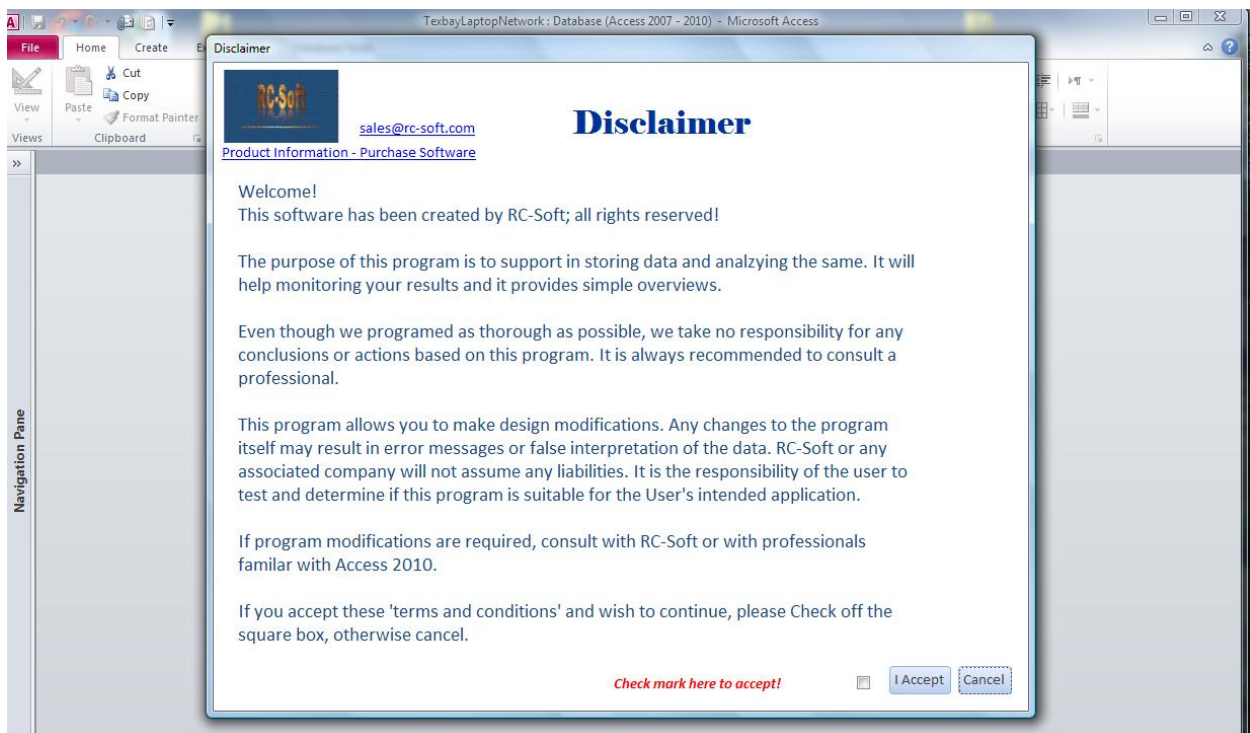 TexbayLaptopNetwork : Database (Access 2007 - 2010) - Microsoft Access
File Home Create
Disclaimer
Cut
Copy
Format Painter
View
Paste
Views
Clipboard
RC-Soft
sales@rc-soft.com
Disclaimer
Product Information - Purchase Software
Welcome!
This software has been created by RC-Soft; all rights reserved!
The purpose of this program is to support in storing data and analzying the same. It will
help monitoring your results and it provides simple overviews.
Even though we programed as thorough as possible, we take no responsibility for any
conclusions or actions based on this program. It is always recommended to consult a
professional.
This program allows you to make design modifications. Any changes to the program
itself may result in error messages or false interpretation of the data. RC-Soft or any
associated company will not assume any liabilities. It is the responsibility of the user to
test and determine if this program is suitable for the User's intended application.
If program modifications are required, consult with RC-Soft or with professionals
familar with Access 2010.
If you accept these 'terms and conditions' and wish to continue, please Check off the
square box, otherwise cancel.
Check mark here to accept!
I Accept Cancel
Navigation Pane